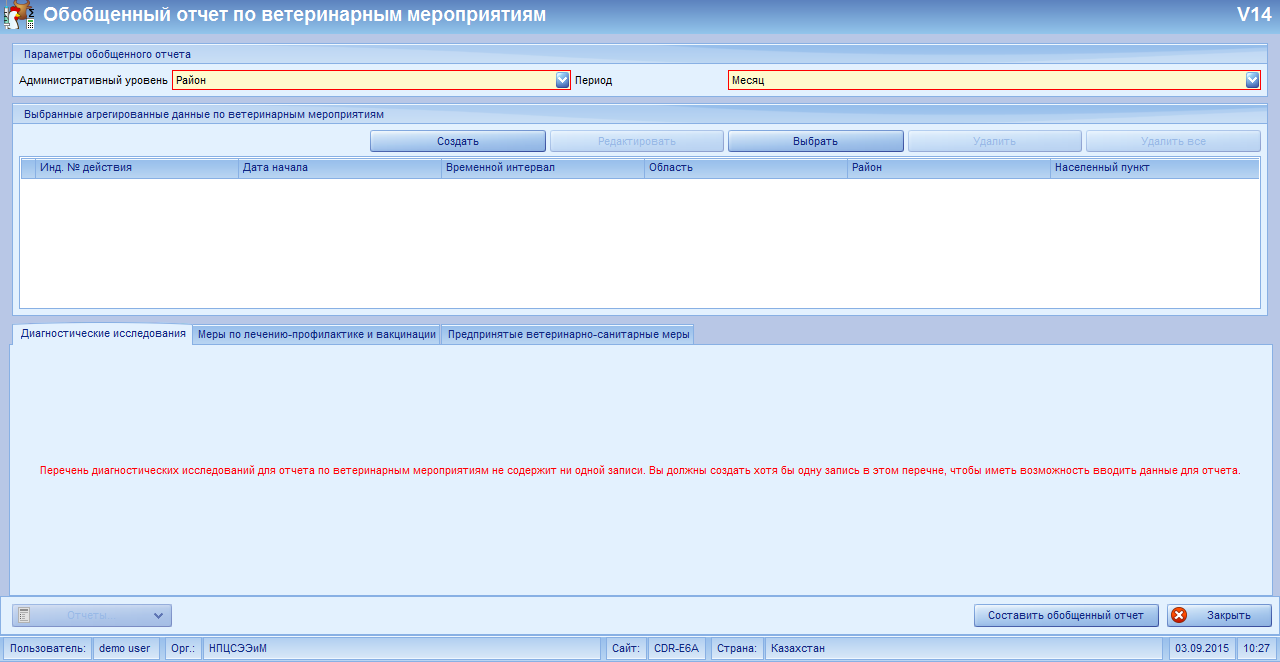 Обобщенный отчет по ветеринарным мероприятиям V14
Параметры обобщенного отчета
Административный уровень Район Период Месяц
Выбранные агрегированные данные по ветеринарным мероприятиям
Создать Редактировать Выбрать Удалить Удалить все
Инд. № действия Дата начала Временной интервал Область Район Населенный пункт
Диагностические исследования Меры по лечению-профилактике и вакцинации Предпринятые ветеринарно-санитарные меры
Перечень диагностических исследований для отчета по ветеринарным мероприятиям не содержит ни одной записи. Вы должны создать хотя бы одну запись в этом перечне, чтобы иметь возможность вводить данные для отчета.
Отчеты... Составить обобщенный отчет Закрыть
Пользователь: demo user Орг.: НПЦСЭЭиМ Сайт: CDR-E6A Страна: Казахстан 03.09.2015 10:27